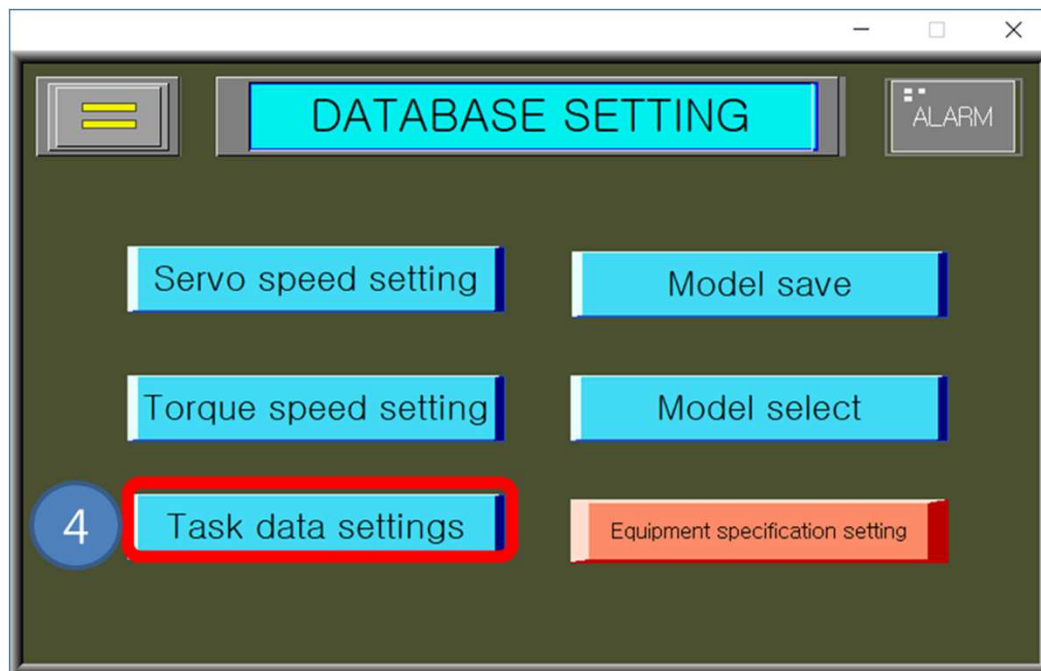 DATABASE SETTING
ALARM
Servo speed setting
Model save
Torque speed setting
Model select
4
Task data settings
Equipment specification setting